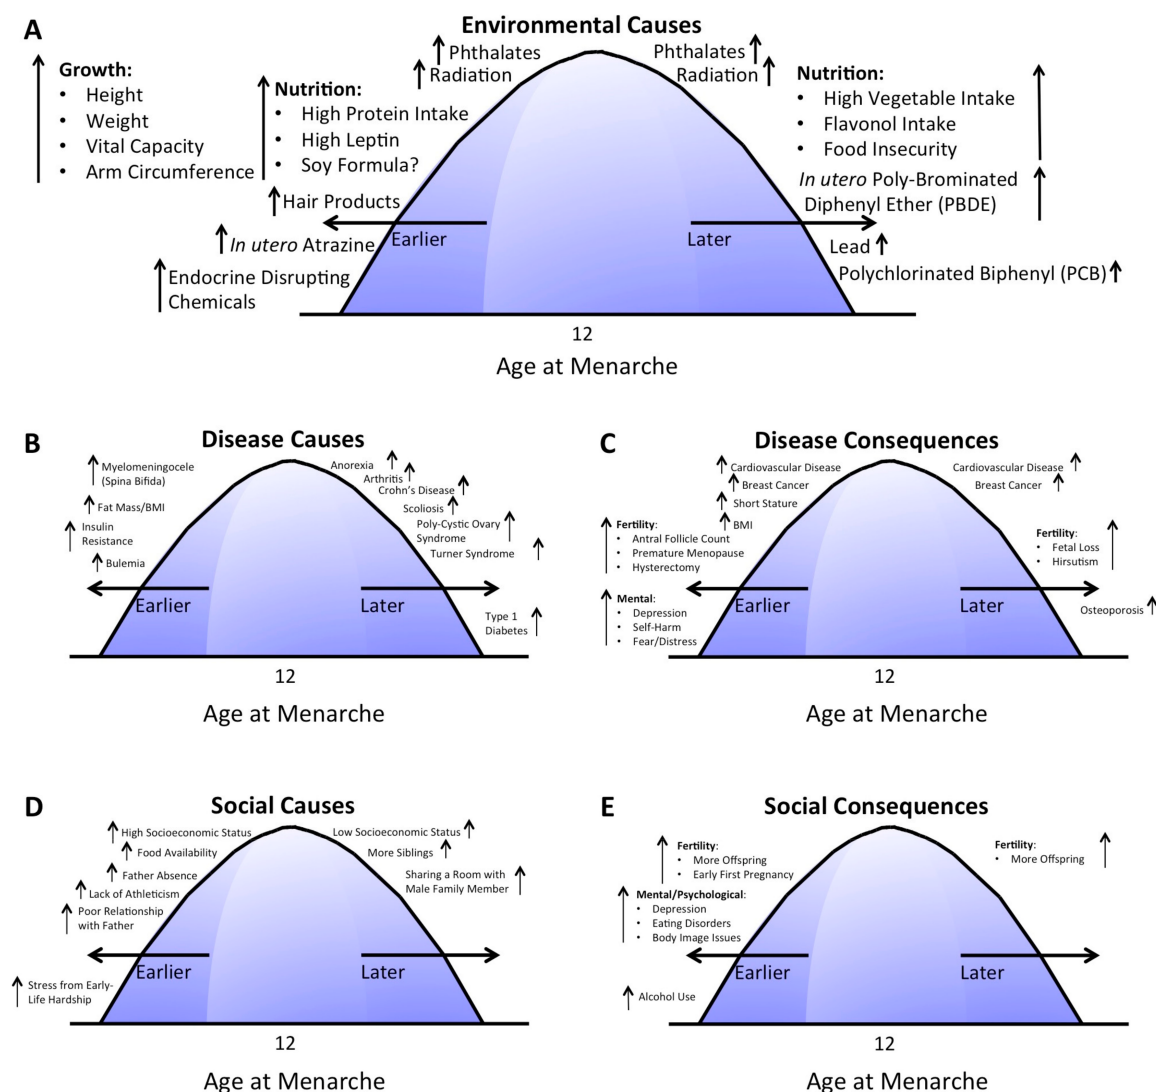 A
Environmental Causes
Growth:
• Height
• Weight
• Vital Capacity
• Arm Circumference
Nutrition:
• High Protein Intake
• High Leptin
• Soy Formula?
Phthalates
Radiation
Hair Products
In utero Atrazine
Endocrine Disrupting
Chemicals
Phthalates
Radiation
Nutrition:
• High Vegetable Intake
• Flavonol Intake
• Food Insecurity
In utero Poly-Brominated
Diphenyl Ether (PBDE)
Lead
Polychlorinated Biphenyl (PCB)
Earlier
Later
12
Age at Menarche
B
Disease Causes
Myelomeningocele
(Spina Bifida)
Fat Mass/BMI
Insulin
Resistance
Bulemia
Anorexia
Arthritis
Crohn's Disease
Scoliosis
Poly-Cystic Ovary
Syndrome
Turner Syndrome
Type 1
Diabetes
Earlier
Later
12
Age at Menarche
C
Disease Consequences
Cardiovascular Disease
Breast Cancer
Short Stature
BMI
Fertility:
• Antral Follicle Count
• Premature Menopause
• Hysterectomy
Mental:
• Depression
• Self-Harm
• Fear/Distress
Cardiovascular Disease
Breast Cancer
Fertility:
• Fetal Loss
• Hirsutism
Osteoporosis
Earlier
Later
12
Age at Menarche
D
Social Causes
High Socioeconomic Status
Food Availability
Father Absence
Lack of Athleticism
Poor Relationship
with Father
Stress from Early-
Life Hardship
Low Socioeconomic Status
More Siblings
Sharing a Room with
Male Family Member
Earlier
Later
12
Age at Menarche
E
Social Consequences
Fertility:
• More Offspring
• Early First Pregnancy
Mental/Psychological:
• Depression
• Eating Disorders
• Body Image Issues
Alcohol Use
Fertility:
• More Offspring
Earlier
Later
12
Age at Menarche